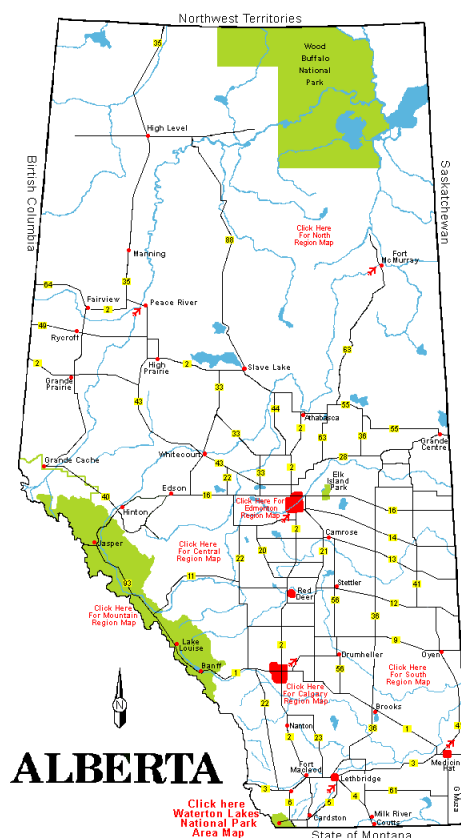 Northwest Territories
35
Wood
Buffalo
National
Park
High Level
Birtish Columbia
Saskatchewan
88
Click Here
For North
Region Map
Manning
Fort
McMurray
35
64
Fairview
2
Peace River
49
Rycroft
63
2
High
Prairie
2
Slave Lake
Grande
Prairie
33
43
44
55
Athabasca
33
2
63
36
55
Grande
Centre
Whitecourt
43
33
28
Grande Cache
22
2
Elk
Island
Park
Edson
40
16
Click Here For
Edmonton
Region Map
Hinton
16
2
14
Jasper
Click Here
For Central
Region Map
20
Camrose
21
13
22
93
11
Stettler
41
Red
Deer
56
12
Click Here
For Mountain
Region Map
36
9
Lake
Louise
2
Drumheller
Oyen
Banff
1
56
Click Here
For South
Region Map
Click Here
For Calgary
Region Map
22
Brooks
Nanton
2
23
36
1
41
N
3
Medicin
Hat
Fort
Macleod
ALBERTA
Lethbridge
3
6
5
4
61
Click here
Waterton Lakes
National Park
Area Map
Cardston
Milk River
Coutts
State of Montana